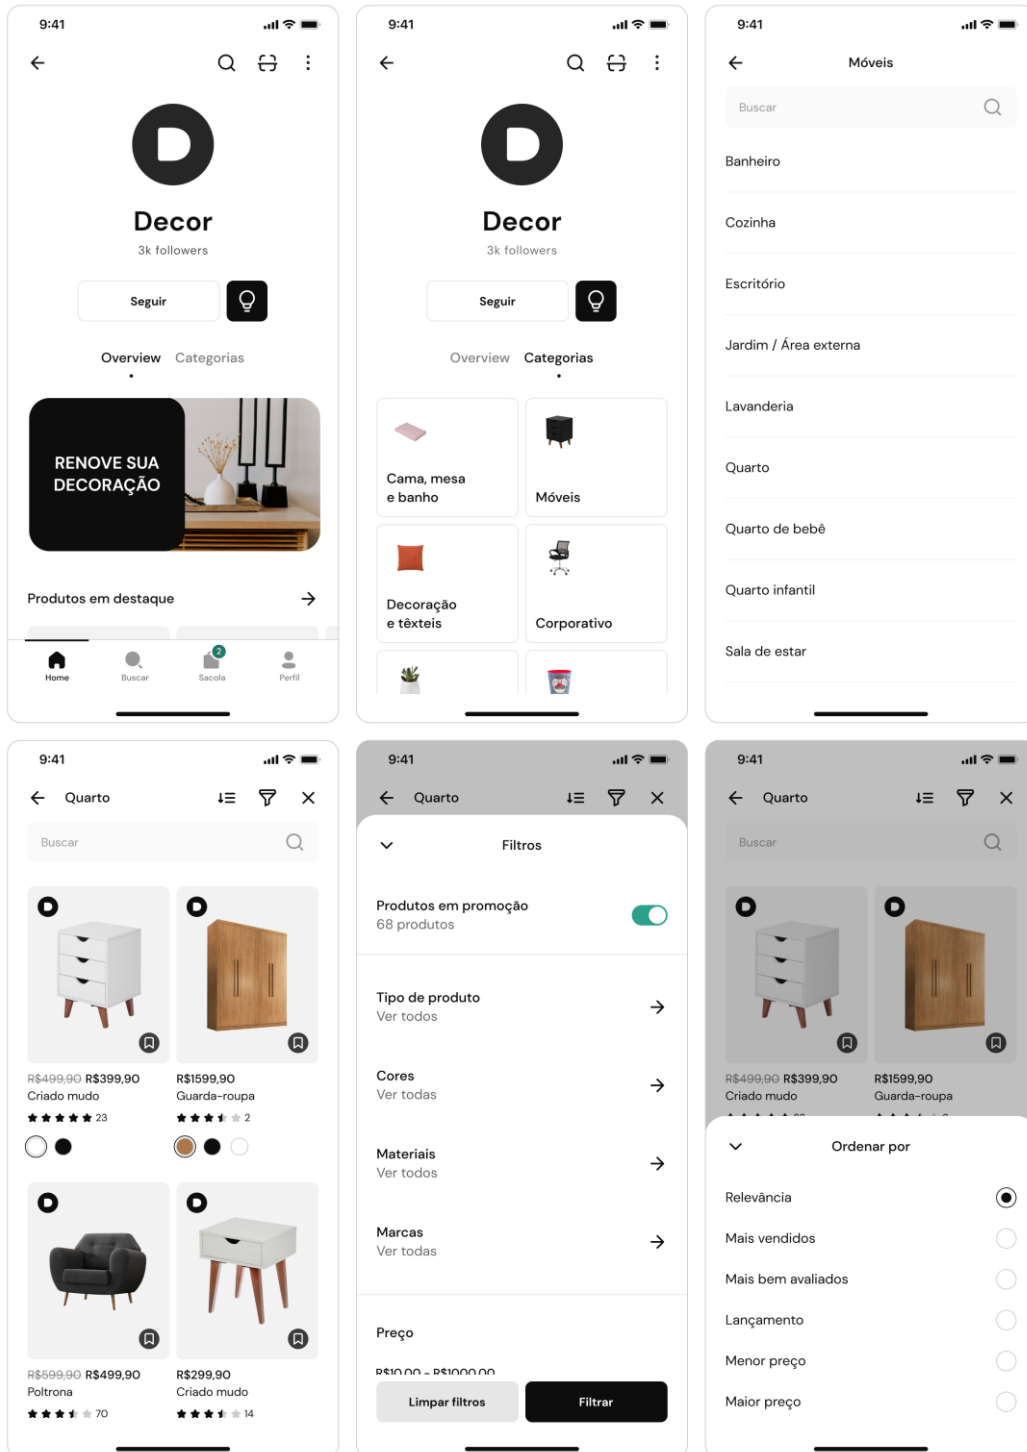 9:41
Decor
3k followers
Seguir
Overview Categorias
RENOVE SUA
DECORAÇÃO
Produtos em destaque
2
Home Buscar Sacola Perfil
9:41
Decor
3k followers
Seguir
Overview Categorias
Cama, mesa
e banho
Móveis
Decoração
e têxteis
Corporativo
9:41
Móveis
Buscar
Banheiro
Cozinha
Escritório
Jardim / Área externa
Lavanderia
Quarto
Quarto de bebê
Quarto infantil
Sala de estar
9:41
Quarto
Buscar
R$499,90 R$399,90
Criado mudo
23
R$1599,90
Guarda-roupa
2
R$599,90 R$499,90
Poltrona
70
R$299,90
Criado mudo
14
9:41
Quarto
Filtros
Produtos em promoção
68 produtos
Tipo de produto
Ver todos
Cores
Ver todas
Materiais
Ver todos
Marcas
Ver todas
Preço
R$10,00 - R$1000,00
Limpar filtros
Filtrar
9:41
Quarto
Buscar
R$499,90 R$399,90
Criado mudo
R$1599,90
Guarda-roupa
Ordenar por
Relevância
Mais vendidos
Mais bem avaliados
Lançamento
Menor preço
Maior preço